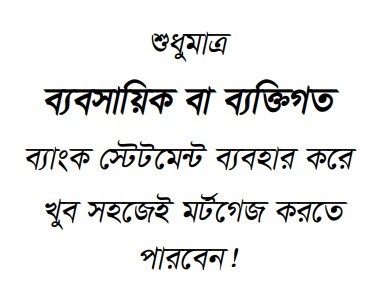 শুধুমাত্র
ব্যবসায়িক বা ব্যক্তিগত
ব্যাংক স্টেটমেন্ট ব্যবহার করে
খুব সহজেই মর্টগেজ করতে
পারবেন!